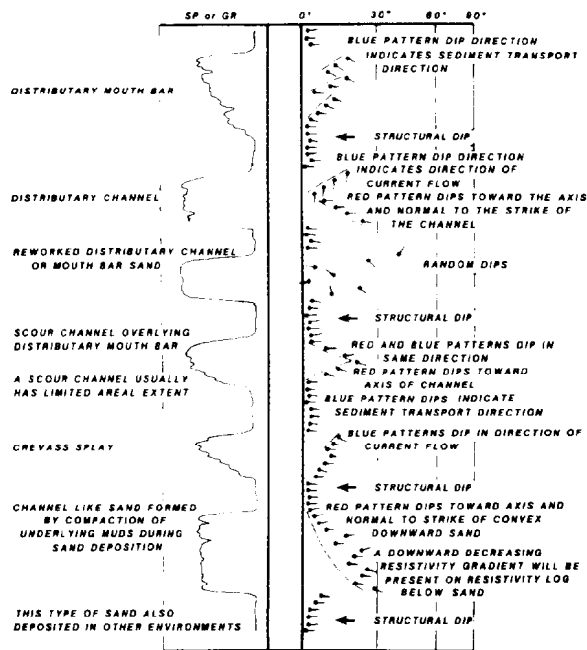 SP or GR
0° 30° 60° 90°
BLUE PATTERN DIP DIRECTION
INDICATES SEDIMENT TRANSPORT
DIRECTION
DISTRIBUTARY MOUTH BAR
STRUCTURAL DIP
BLUE PATTERN DIP DIRECTION
INDICATES DIRECTION OF
CURRENT FLOW
DISTRIBUTARY CHANNEL
RED PATTERN DIPS TOWARD THE AXIS
AND NORMAL TO THE STRIKE OF
THE CHANNEL
REWORKED DISTRIBUTARY CHANNEL
OR MOUTH BAR SAND
RANDOM DIPS
STRUCTURAL DIP
SCOUR CHANNEL OVERLYING
DISTRIBUTARY MOUTH BAR
RED AND BLUE PATTERNS DIP IN
SAME DIRECTION
RED PATTERN DIPS TOWARD
AXIS OF CHANNEL
A SCOUR CHANNEL USUALLY
HAS LIMITED AREAL EXTENT
BLUE PATTERN DIPS INDICATE
SEDIMENT TRANSPORT DIRECTION
BLUE PATTERNS DIP IN DIRECTION OF
CURRENT FLOW
CREVASS SPLAY
STRUCTURAL DIP
CHANNEL LIKE SAND FORMED
BY COMPACTION OF
UNDERLYING MUDS DURING
SAND DEPOSITION
RED PATTERN DIPS TOWARD AXIS AND
NORMAL TO STRIKE OF CONVEX
DOWNWARD SAND
A DOWNWARD DECREASING
RESISTIVITY GRADIENT WILL BE
PRESENT ON RESISTIVITY LOG
BELOW SAND
THIS TYPE OF SAND ALSO
DEPOSITED IN OTHER ENVIRONMENTS
STRUCTURAL DIP